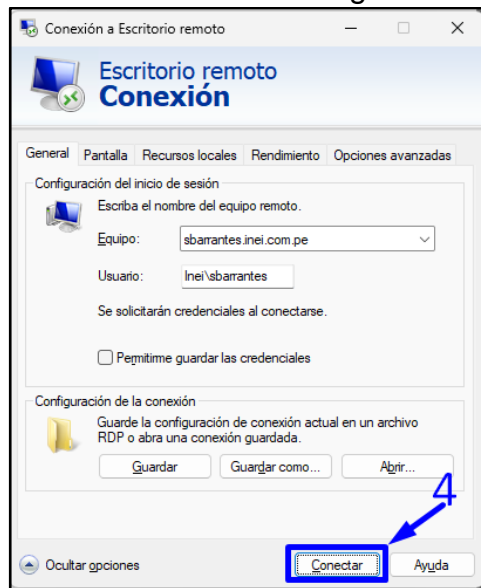 Conexión a Escritorio remoto
Escritorio remoto
Conexión
General Pantalla Recursos locales Rendimiento Opciones avanzadas
Configuración del inicio de sesión
Escriba el nombre del equipo remoto.
Equipo: sbarrantes.inei.com.pe
Usuario: Inei\sbarrantes
Se solicitarán credenciales al conectarse.
Permitirme guardar las credenciales
Configuración de la conexión
Guarde la configuración de conexión actual en un archivo
RDP o abra una conexión guardada.
Guardar Guardar como... Abrir...
4
Ocultar opciones Conectar Ayuda